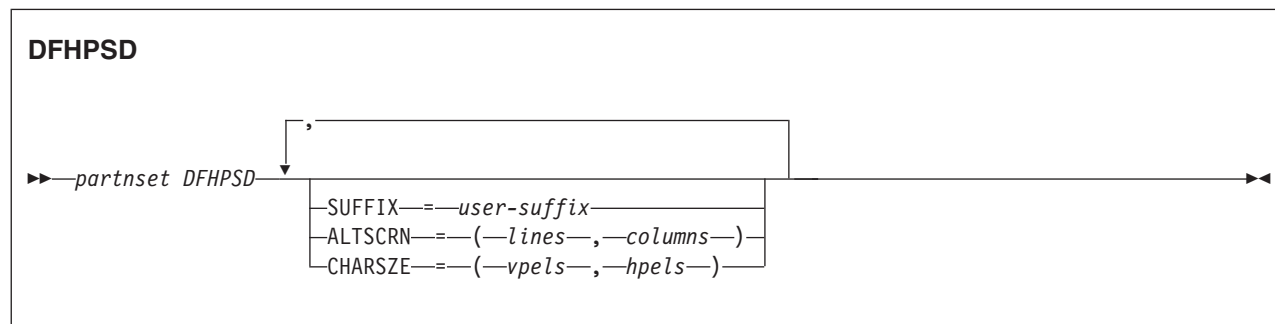 DFHPSD
,
partnset DFHPSD
SUFFIX = user-suffix
ALTSCRN = ( lines , columns )
CHARSZE = ( vpels , hpels )